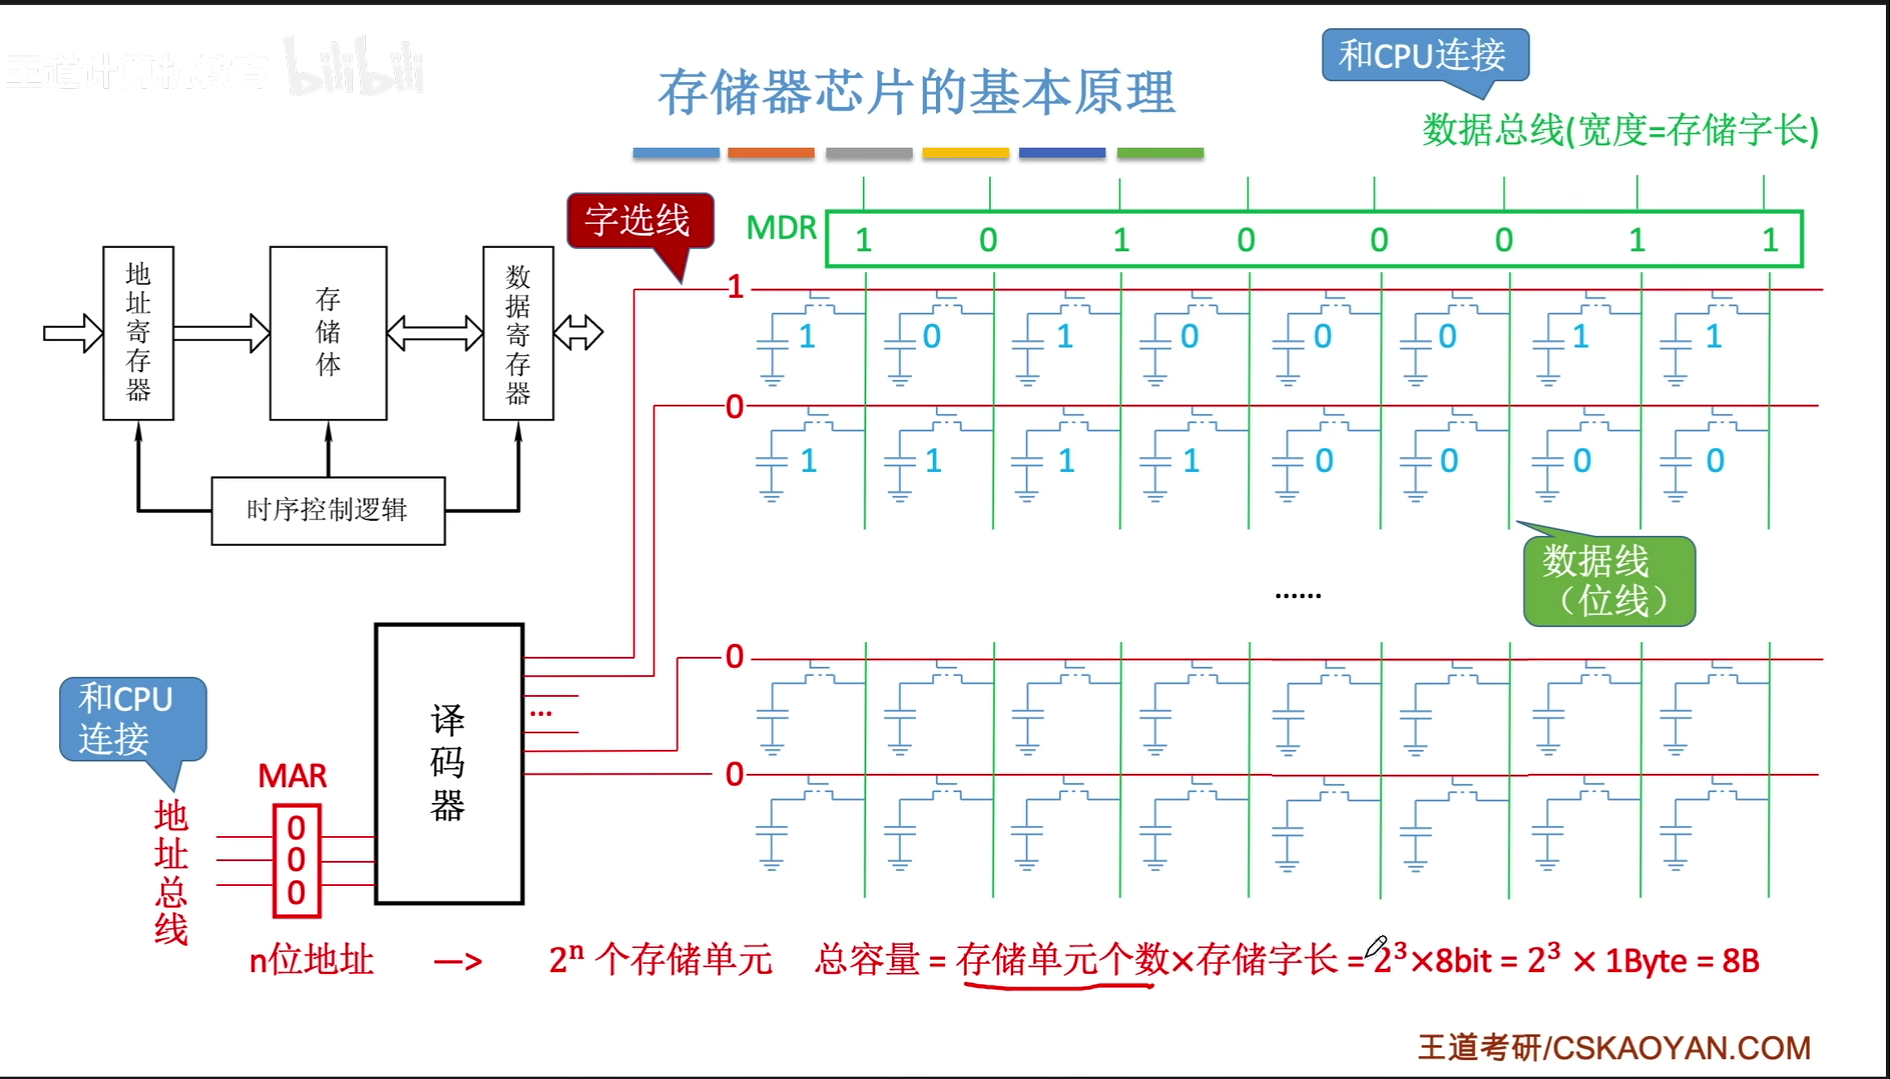 王道计算机教育 bilibili
存储器芯片的基本原理
和CPU连接
数据总线(宽度=存储字长)
字选线
MDR 1 0 1 0 0 0 1 1
地址寄存器
存储体
数据寄存器
时序控制逻辑
1
1 0 1 0 0 0 1 1
0
1 1 1 1 0 0 0 0
数据线
（位线）
......
0
0
译码器
...
和CPU
连接
地址总线
MAR
0
0
0
n位地址 —> 2ⁿ 个存储单元 总容量 = 存储单元个数×存储字长 = 2³×8bit = 2³ × 1Byte = 8B
王道考研/CSKAOYAN.COM